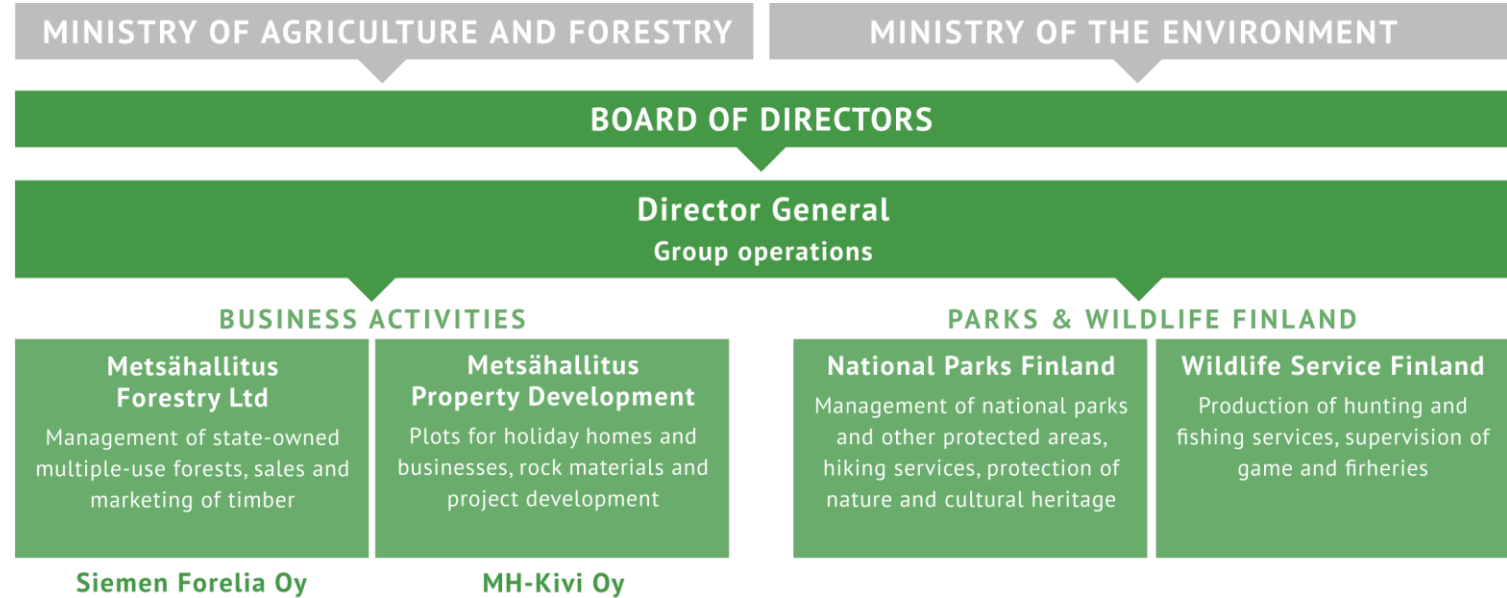 MINISTRY OF AGRICULTURE AND FORESTRY
MINISTRY OF THE ENVIRONMENT
BOARD OF DIRECTORS
Director General
Group operations
BUSINESS ACTIVITIES
Metsähallitus
Forestry Ltd
Management of state-owned
multiple-use forests, sales and
marketing of timber
Siemen Forelia Oy
Metsähallitus
Property Development
Plots for holiday homes and
businesses, rock materials and
project development
MH-Kivi Oy
PARKS & WILDLIFE FINLAND
National Parks Finland
Management of national parks
and other protected areas,
hiking services, protection of
nature and cultural heritage
Wildlife Service Finland
Production of hunting and
fishing services, supervision of
game and firheries